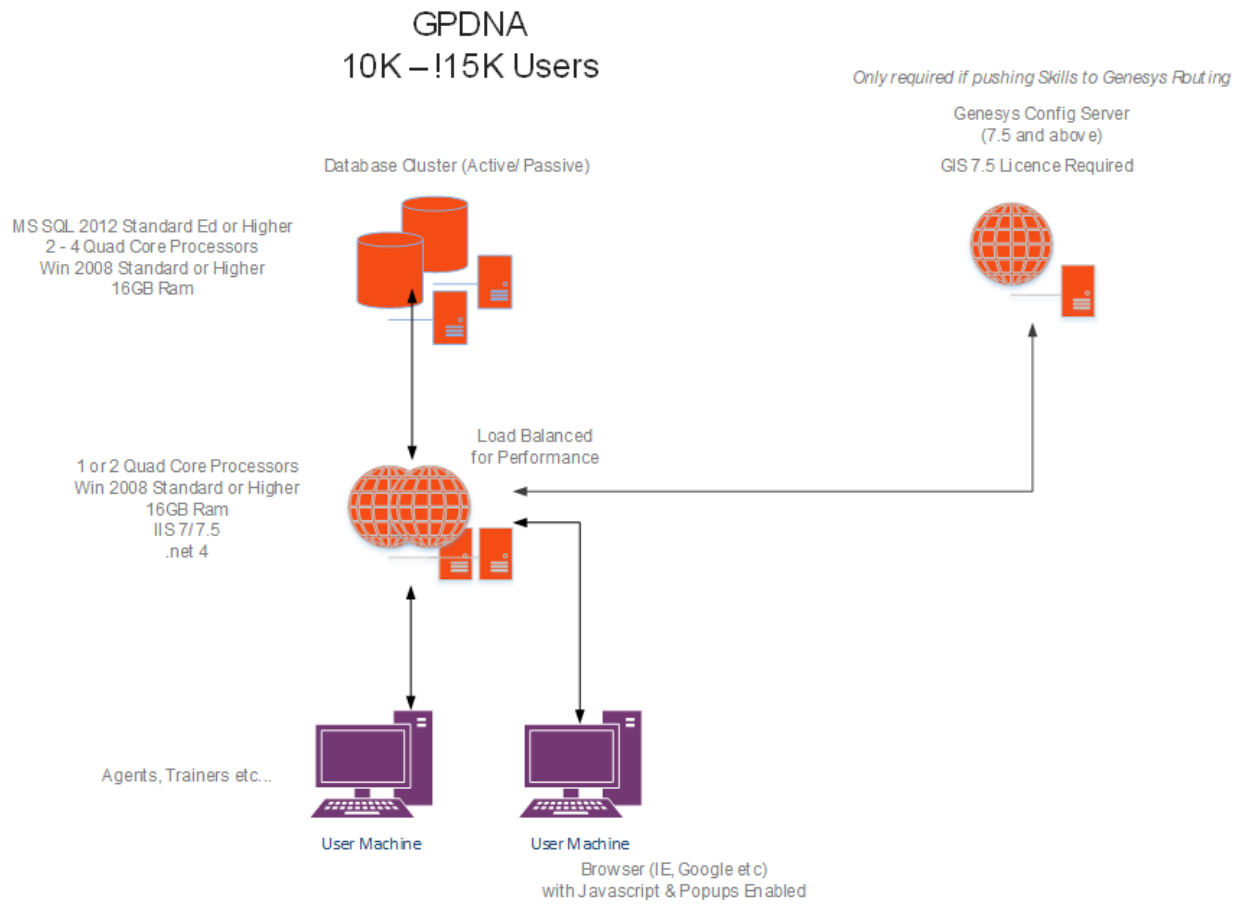 GPDNA
10K – !15K Users
Only required if pushing Skills to Genesys Routing
Genesys Config Server
(7.5 and above)
GIS 7.5 Licence Required
Database Cluster (Active/ Passive)
MS SQL 2012 Standard Ed or Higher
2 - 4 Quad Core Processors
Win 2008 Standard or Higher
16GB Ram
Load Balanced
for Performance
1 or 2 Quad Core Processors
Win 2008 Standard or Higher
16GB Ram
IIS 7/ 7.5
.net 4
Agents, Trainers etc...
User Machine
User Machine
Browser (IE, Google etc)
with Javascript & Popups Enabled